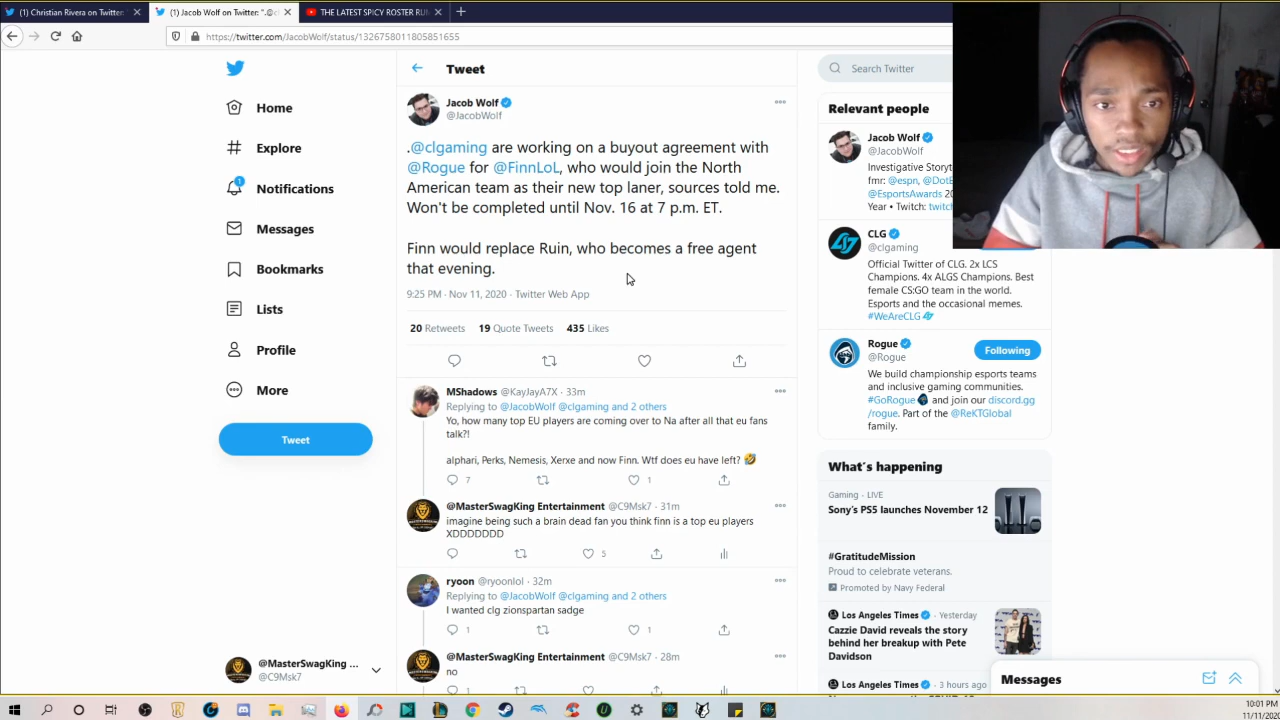 (1) Christian Rivera on Twitter
(1) Jacob Wolf on Twitter: ".@c
THE LATEST SPICY ROSTER RU
https://twitter.com/JacobWolf/status/1326758011805851655
Home
Explore
1
Notifications
Messages
Bookmarks
Lists
Profile
More
Tweet
@MasterSwagKing ...
@C9Msk7
Tweet
Jacob Wolf
@JacobWolf
.@clgaming are working on a buyout agreement with
@Rogue for @FinnLoL, who would join the North
American team as their new top laner, sources told me.
Won't be completed until Nov. 16 at 7 p.m. ET.
Finn would replace Ruin, who becomes a free agent
that evening.
9:25 PM · Nov 11, 2020 · Twitter Web App
20 Retweets 19 Quote Tweets 435 Likes
MShadows @KayJayA7X · 33m
Replying to @JacobWolf @clgaming and 2 others
Yo, how many top EU players are coming over to Na after all that eu fans
talk?!
alphari, Perks, Nemesis, Xerxe and now Finn. Wtf does eu have left? 🤣
7 1
@MasterSwagKing Entertainment @C9Msk7 · 31m
imagine being such a brain dead fan you think finn is a top eu players
XDDDDDDD
5
ryoon @ryoonlol · 32m
Replying to @JacobWolf @clgaming and 2 others
I wanted clg zionspartan sadge
1 1
@MasterSwagKing Entertainment @C9Msk7 · 28m
no
1
Search Twitter
Relevant people
Jacob Wolf
@JacobWolf
Investigative Storyt
fmr: @espn, @DotE
@EsportsAwards 20
Year • Twitch: twitc
CLG
@clgaming
Official Twitter of CLG. 2x LCS
Champions. 4x ALGS Champions. Best
female CS:GO team in the world.
Esports and the occasional memes.
#WeAreCLG
Rogue
@Rogue
Following
We build championship esports teams
and inclusive gaming communities.
#GoRogue and join our discord.gg
/rogue. Part of the @ReKTGlobal
family.
What's happening
Gaming · LIVE
Sony's PS5 launches November 12
#GratitudeMission
Proud to celebrate veterans.
Promoted by Navy Federal
Los Angeles Times · Yesterday
Cazzie David reveals the story
behind her breakup with Pete
Davidson
Los Angeles Times · 3 hours ago
Messages
10:01 PM
11/11/2020